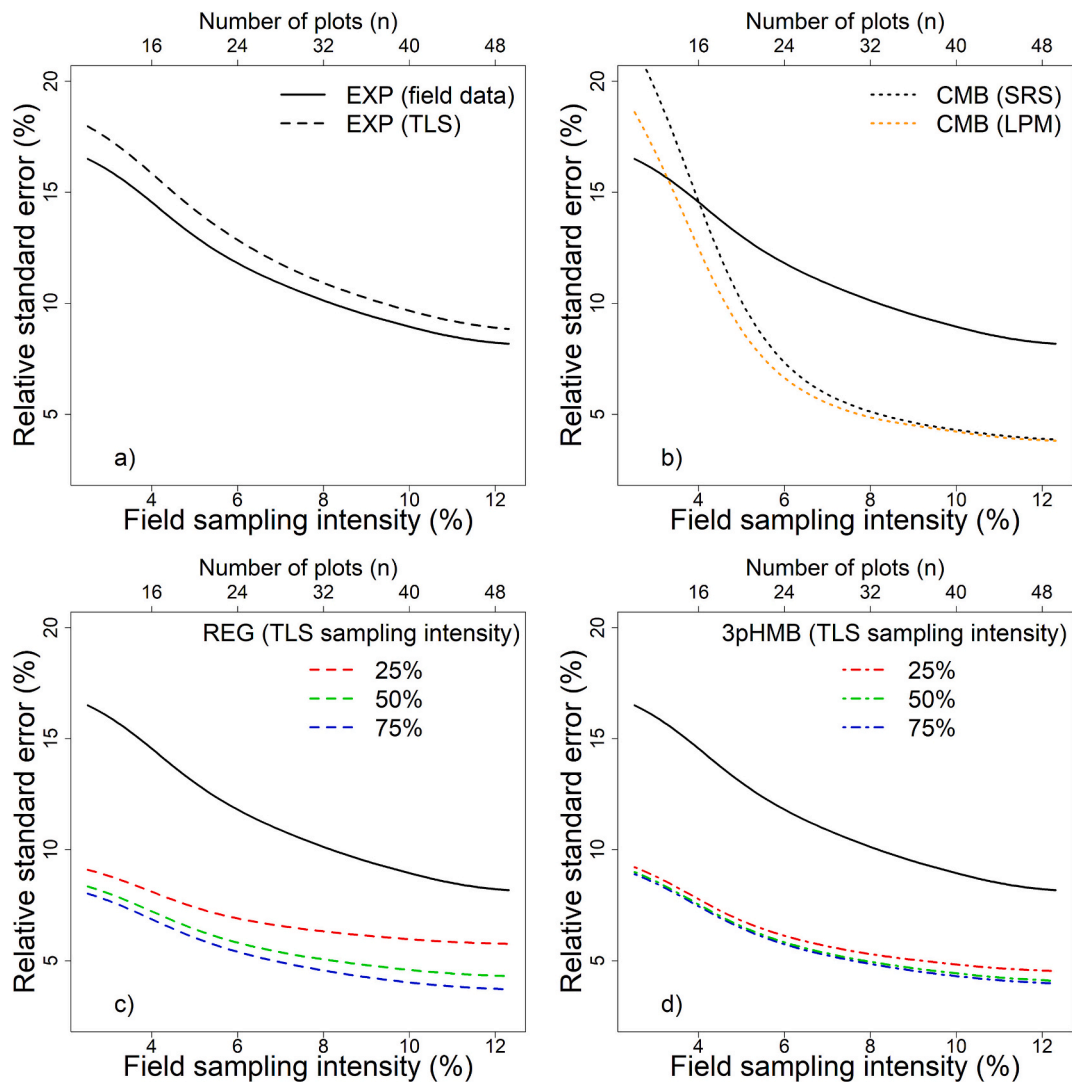 Number of plots (n)
16 24 32 40 48
Relative standard error (%)
20
15
10
5
EXP (field data)
EXP (TLS)
a)
4 6 8 10 12
Field sampling intensity (%)
Number of plots (n)
16 24 32 40 48
Relative standard error (%)
20
15
10
5
CMB (SRS)
CMB (LPM)
b)
4 6 8 10 12
Field sampling intensity (%)
Number of plots (n)
16 24 32 40 48
Relative standard error (%)
20
15
10
5
REG (TLS sampling intensity)
25%
50%
75%
c)
4 6 8 10 12
Field sampling intensity (%)
Number of plots (n)
16 24 32 40 48
Relative standard error (%)
20
15
10
5
3pHMB (TLS sampling intensity)
25%
50%
75%
d)
4 6 8 10 12
Field sampling intensity (%)